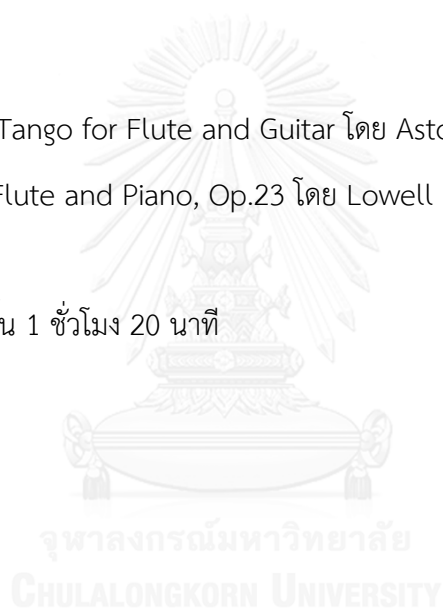 Tango for Flute and Guitar โดย Asto
Flute and Piano, Op.23 โดย Lowell
น 1 ชั่วโมง 20 นาที
จุฬาลงกรณ์มหาวิทยาลัย
CHULALONGKORN UNIVERSITY